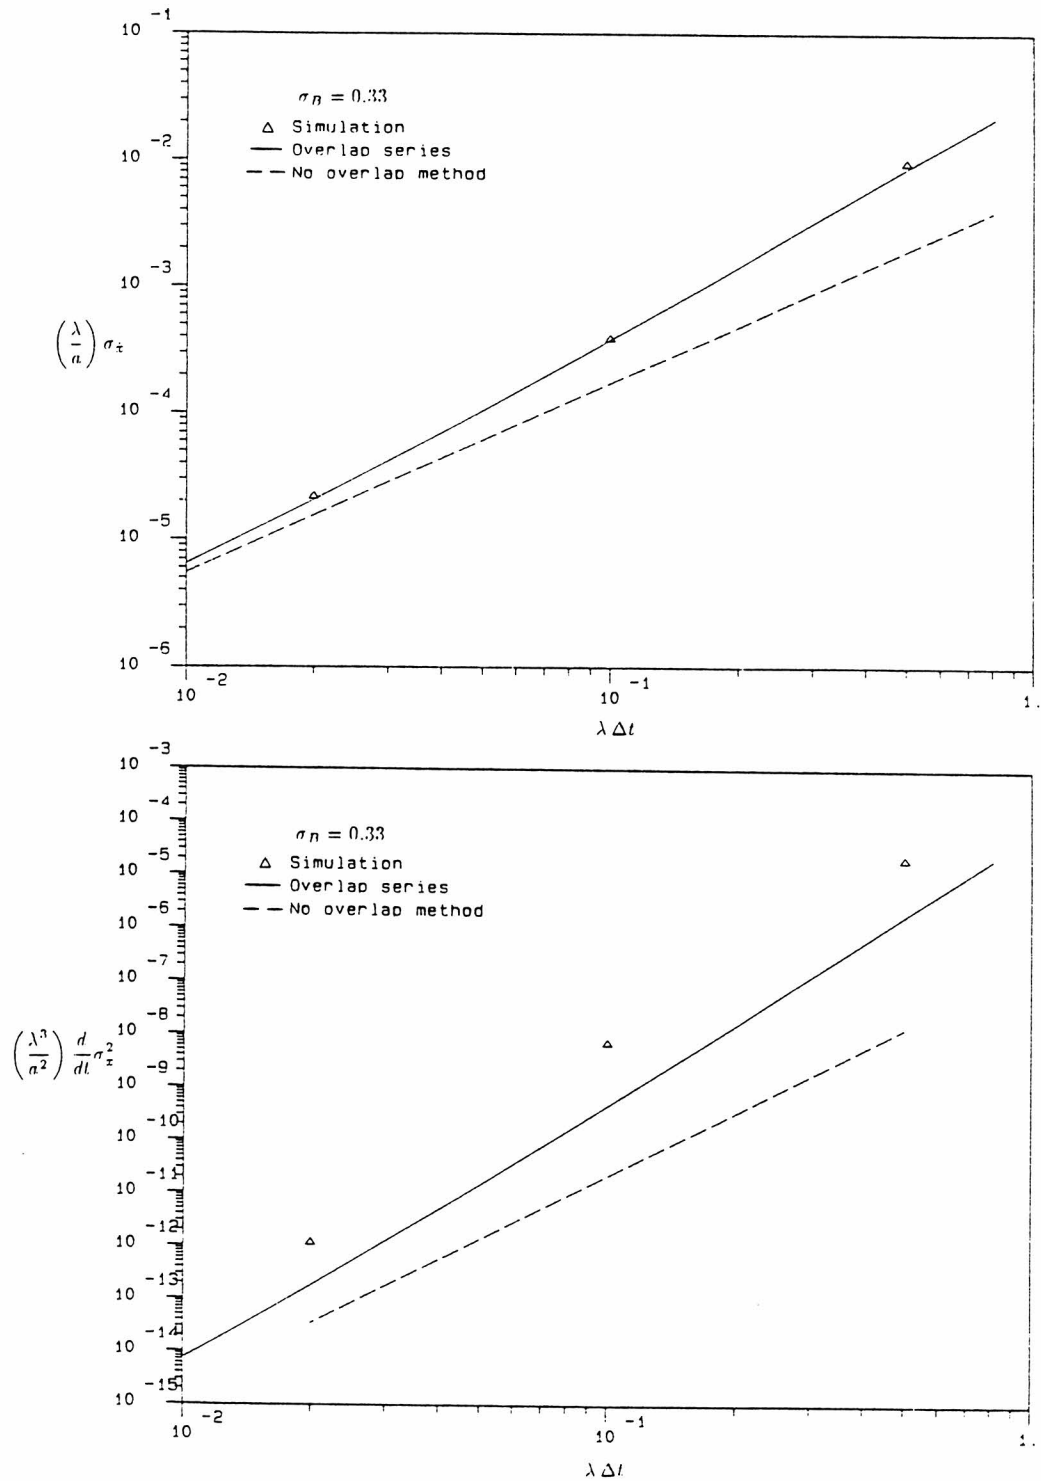 10 -1
σB = 0.33
Simulation
Overlap series
No overlap method
10 -2
10 -3
(λ/a) σẋ
10 -4
10 -5
10 -6
10 -2
10 -1
1.
λ Δt
10 -3
10 -4
σB = 0.33
Simulation
Overlap series
No overlap method
10 -5
10 -6
10 -7
10 -8
(λ³/a²) d/dt σ²
10 -9
10 -10
10 -11
10 -12
10 -13
10 -14
10 -15
10 -2
10 -1
1.
λ Δt